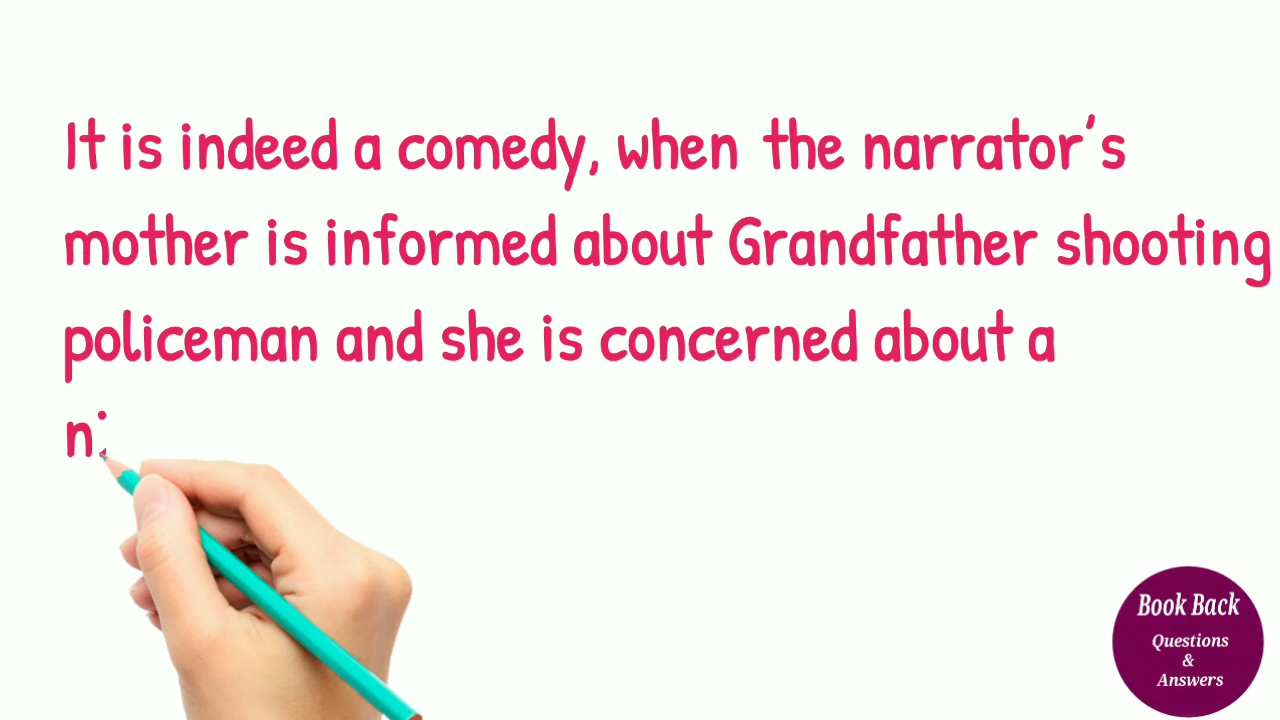 It is indeed a comedy, when the narrator's
mother is informed about Grandfather shooting
policeman and she is concerned about a
Book Back
Questions
&
Answers